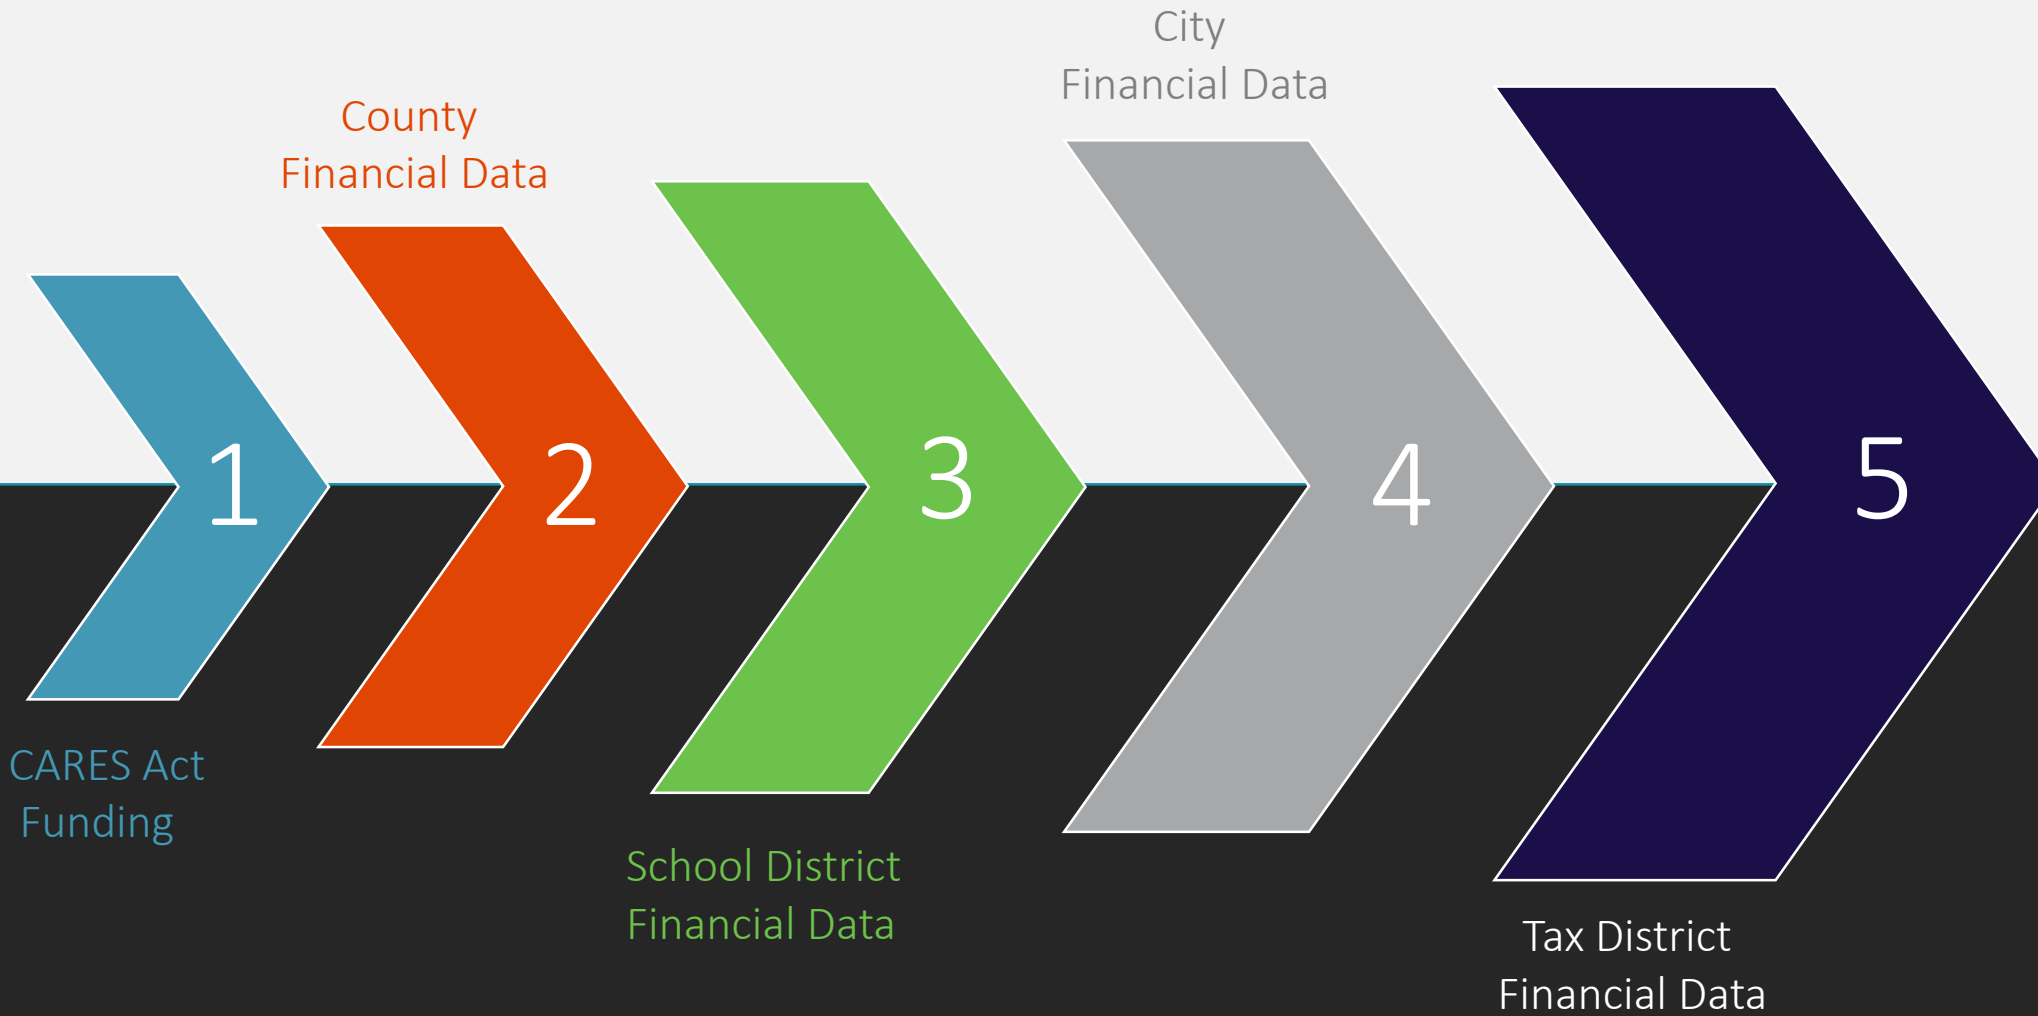 1
CARES Act
Funding
County
Financial Data
2
3
School District
Financial Data
City
Financial Data
4
5
Tax District
Financial Data